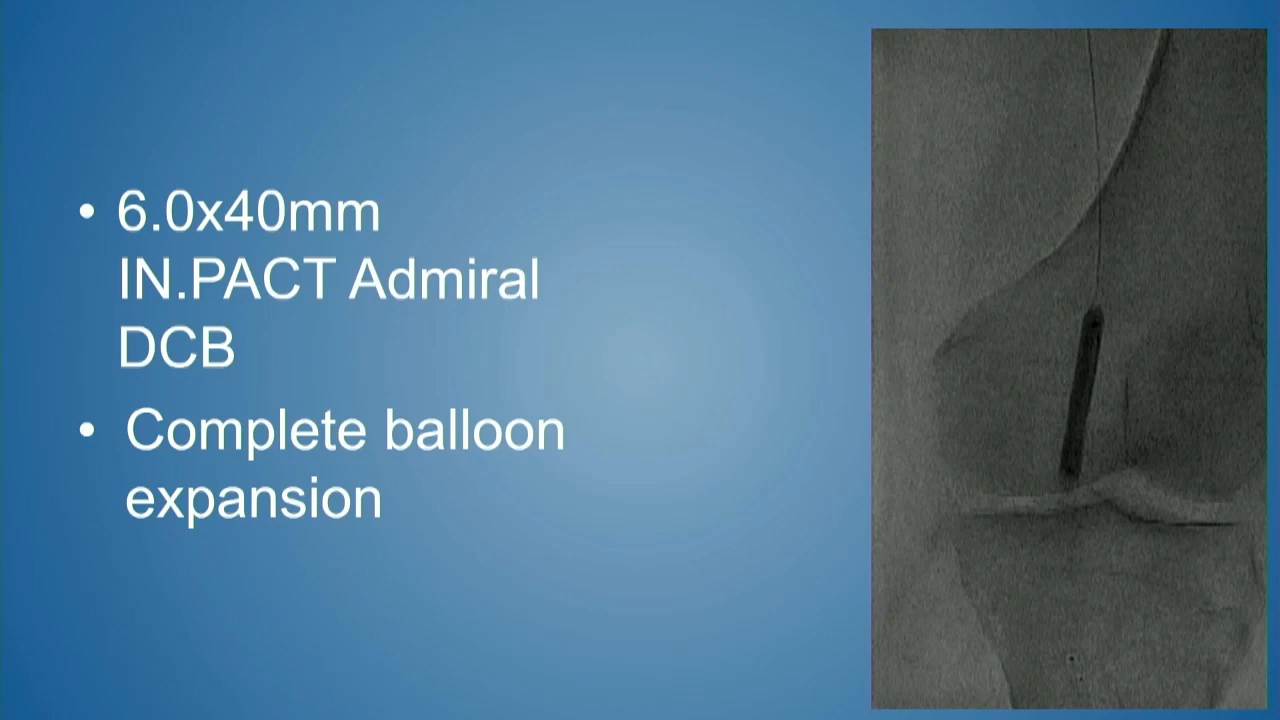 • 6.0x40mm
IN.PACT Admiral
DCB
• Complete balloon
expansion